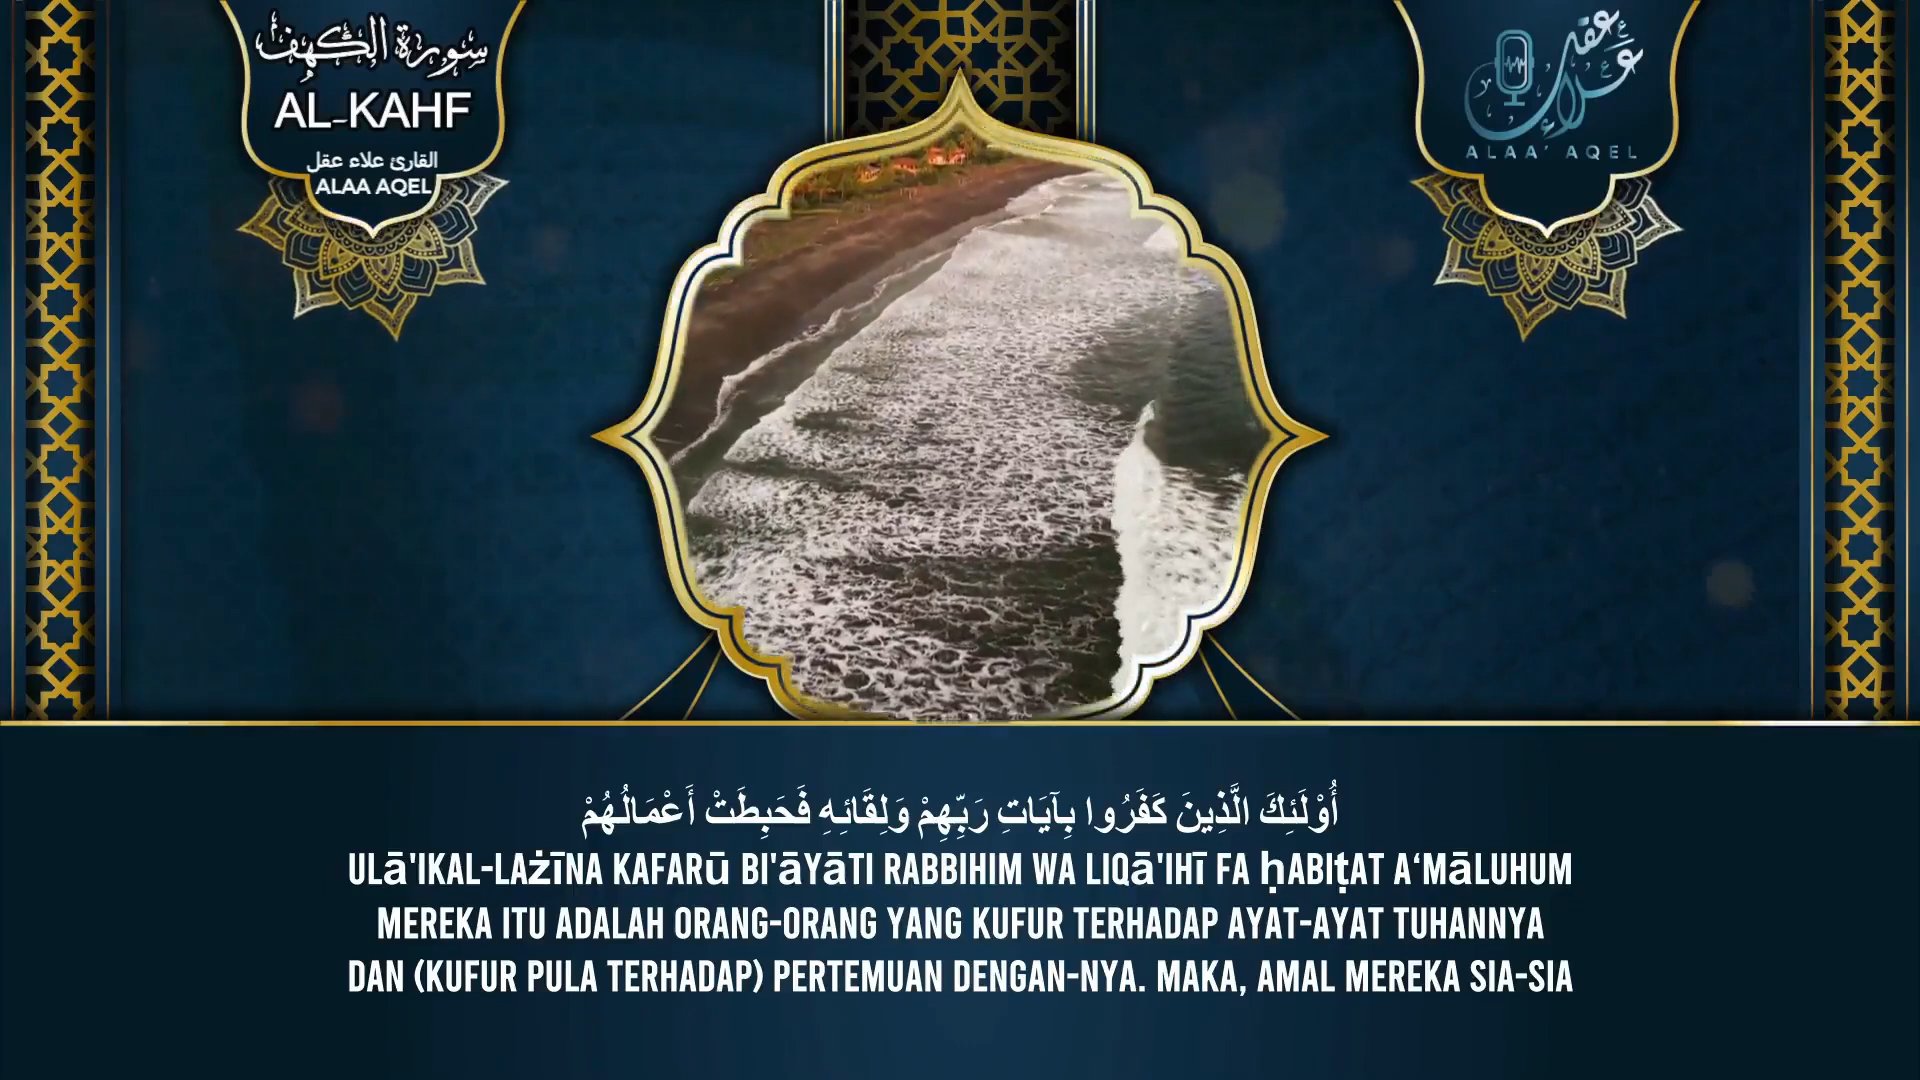 سورة الكهف
AL-KAHF
القارئ علاء عقل
ALAA AQEL
علاء عقل
ALAA' AQEL
أُوْلَئِكَ الَّذِينَ كَفَرُوا بِآيَاتِ رَبِّهِمْ وَلِقَائِهِ فَحَبِطَتْ أَعْمَالُهُمْ
ULā'IKAL-LAżīNA KAFARū BI'āYāTI RABBIHIM WA LIQā'IHī FA ḥABIṭAT A‘MāLUHUM
MEREKA ITU ADALAH ORANG-ORANG YANG KUFUR TERHADAP AYAT-AYAT TUHANNYA
DAN (KUFUR PULA TERHADAP) PERTEMUAN DENGAN-NYA. MAKA, AMAL MEREKA SIA-SIA